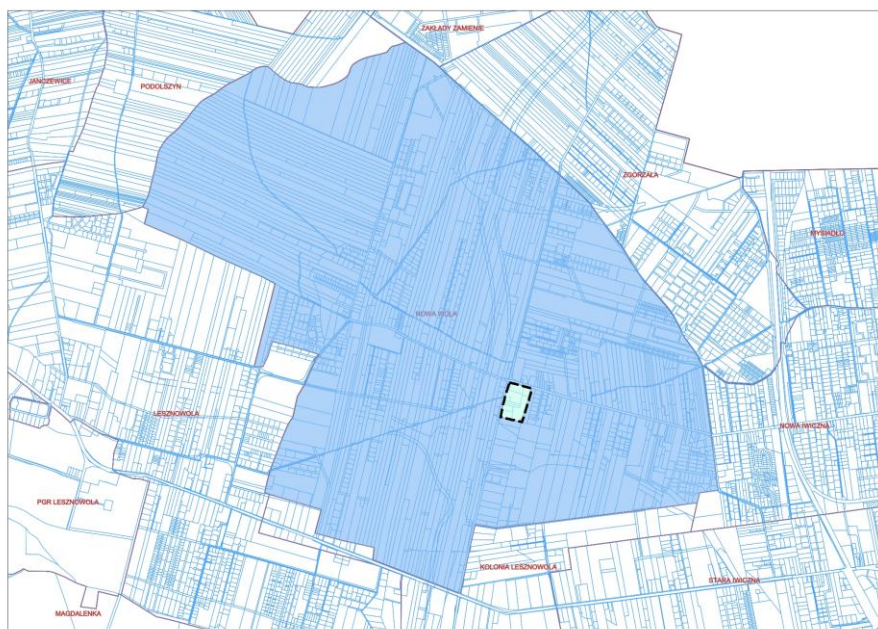 ZAKŁADY ZAMIENIE
JANCZEWICE
PODOLSZYN
ZGORZAŁA
MYSIADŁO
NOWA WOLA
LESZNOWOLA
NOWA IWICZNA
PGR LESZNOWOLA
KOLONIA LESZNOWOLA
STARA IWICZNA
MAGDALENKA